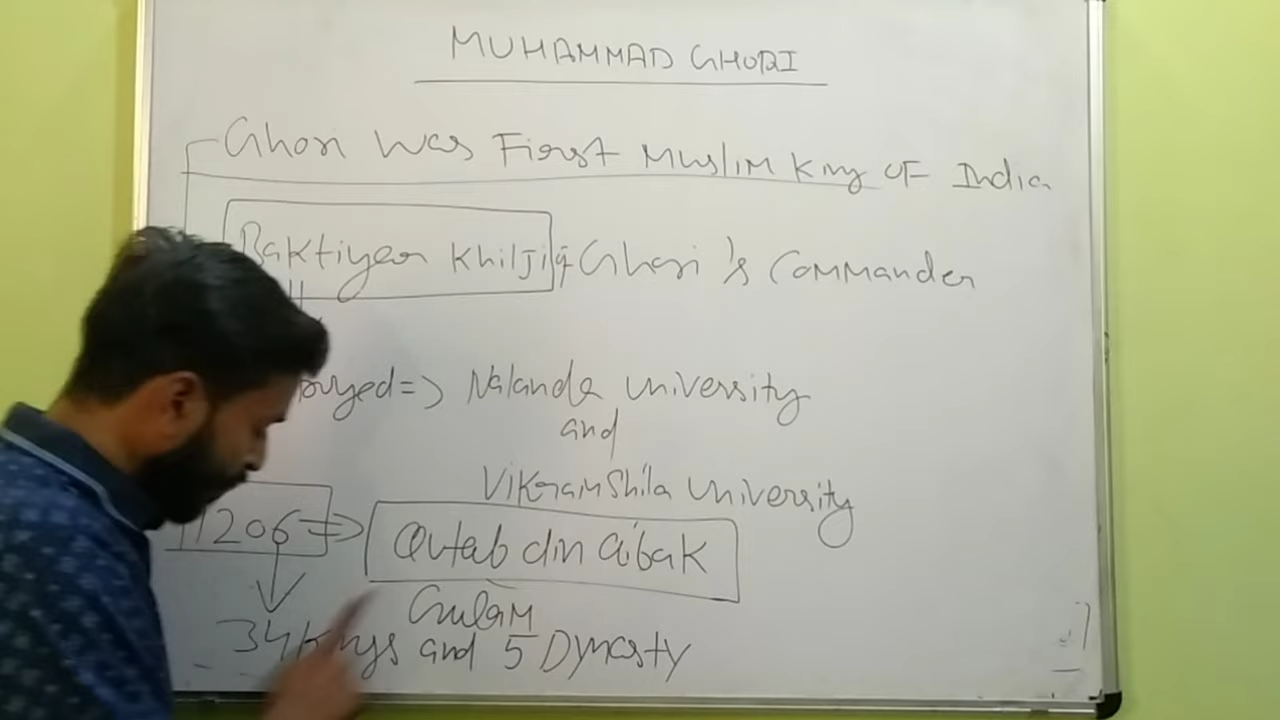 MUHAMMAD GHORI
Ghori was First Muslim King OF India
Baktiyar Khilji Ghori's Commander
oyed => Nalanda University
and
VikramShila University
1206 => Qutab din aibak
Gulam
34 Kings and 5 Dynasty